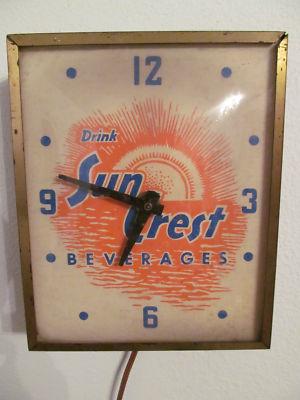 12
Drink
Sun
9 3
Crest
BEVERAGES
6